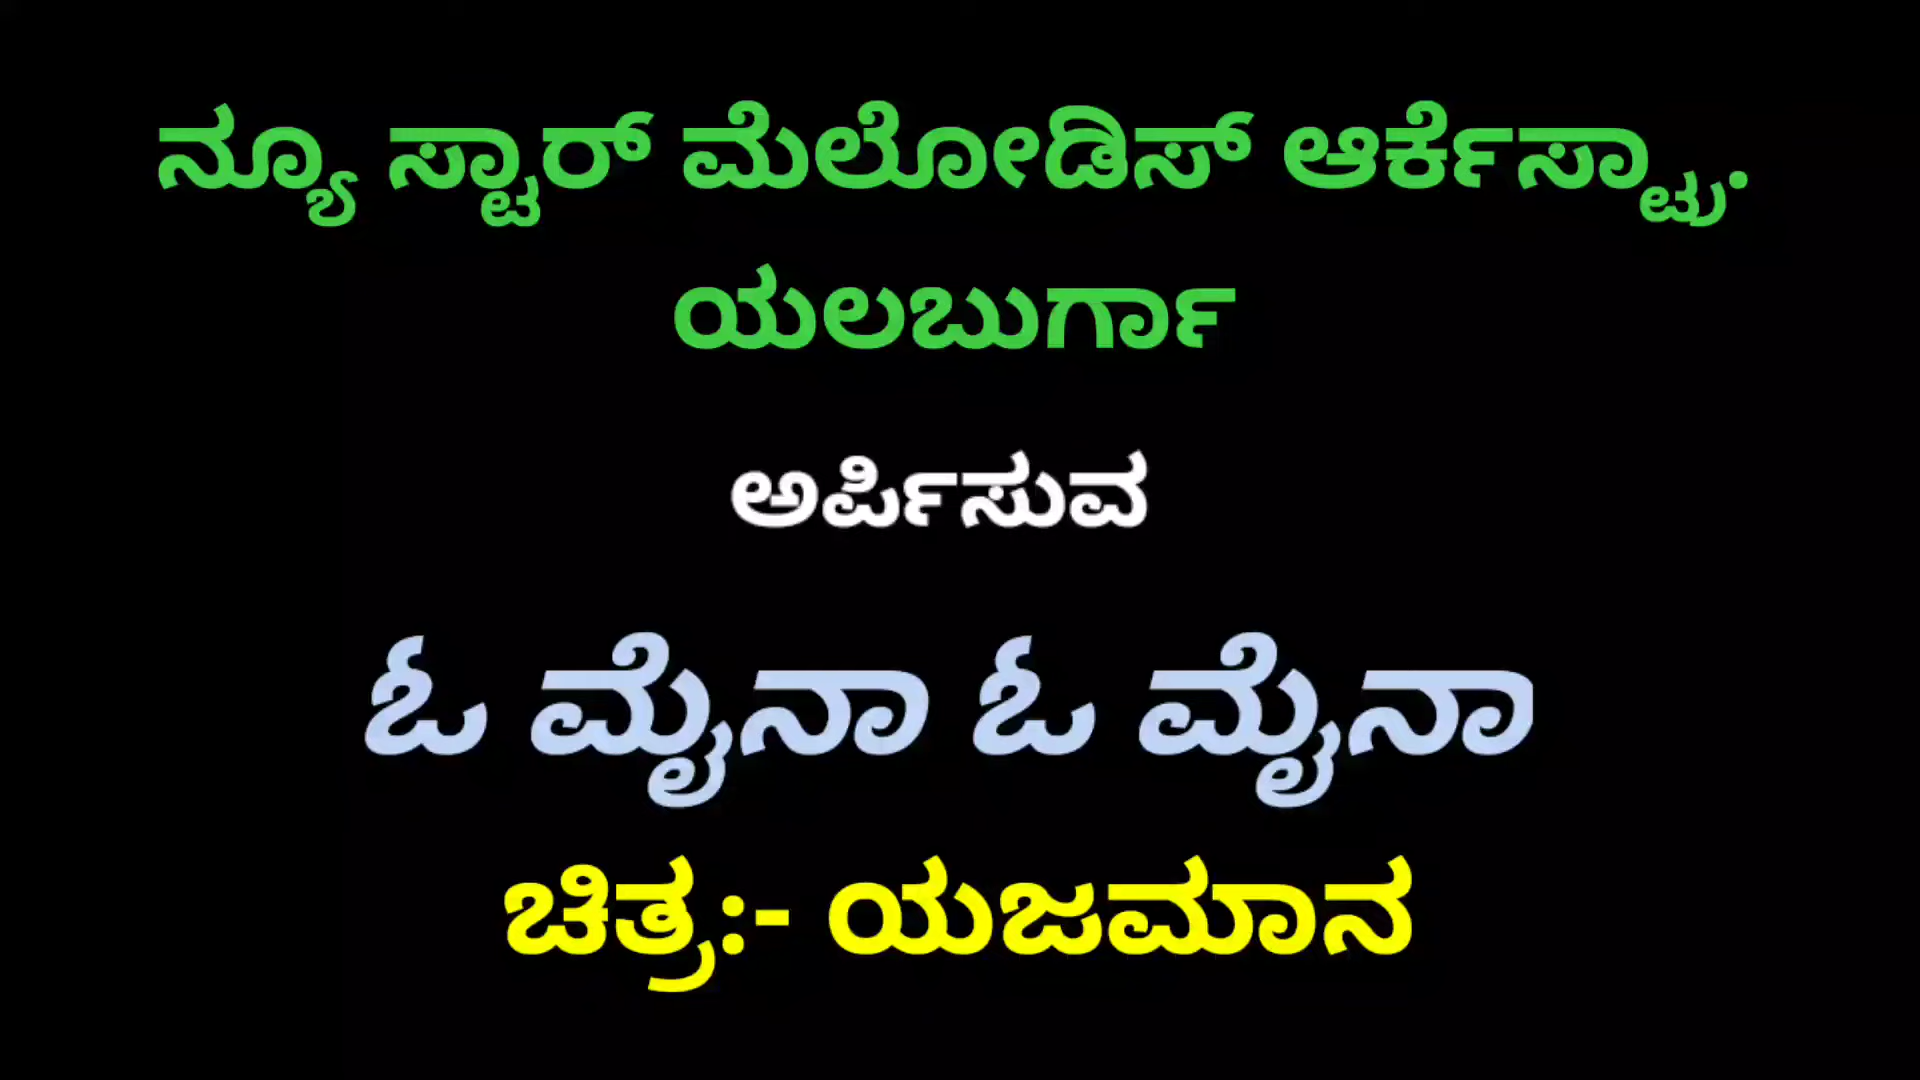 ನ್ಯೂ ಸ್ಟಾರ್ ಮೆಲೋಡಿಸ್ ಆರ್ಕೆಸ್ಟ್ರಾ.
ಯಲಬುರ್ಗಾ
ಅರ್ಪಿಸುವ
ಓ ಮೈನಾ ಓ ಮೈನಾ
ಚಿತ್ರ:- ಯಜಮಾನ